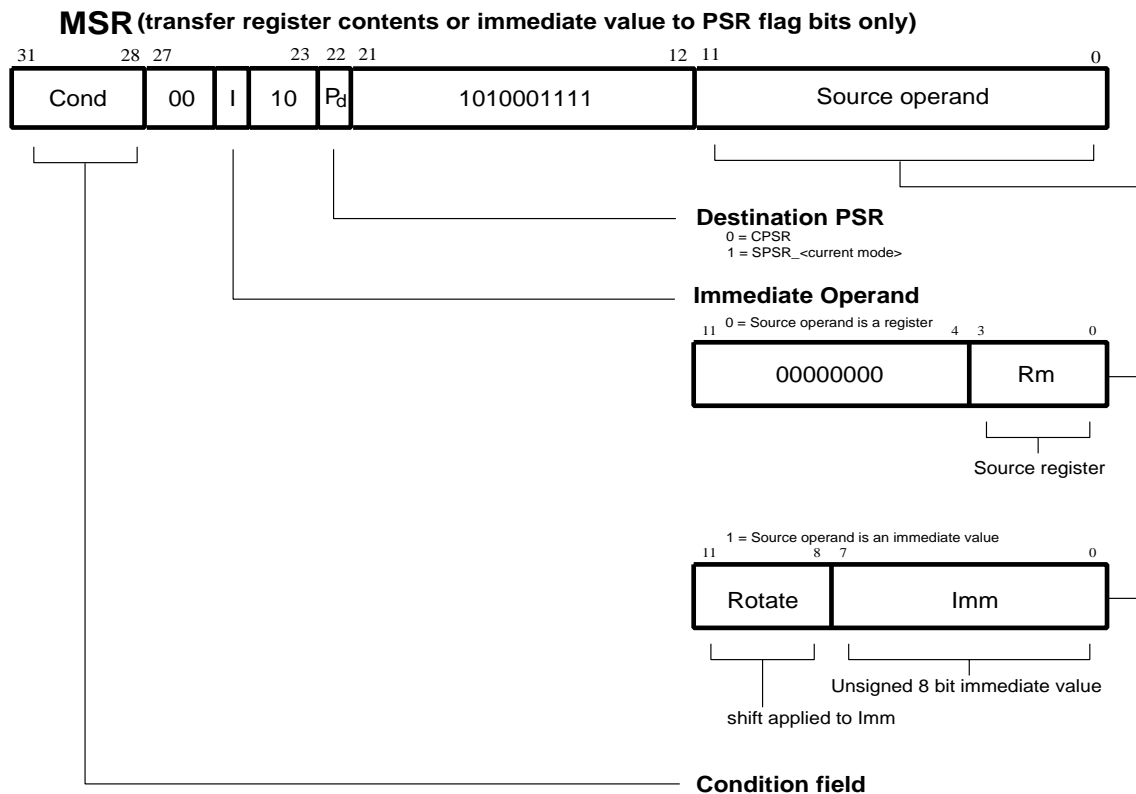 MSR (transfer register contents or immediate value to PSR flag bits only)
31 28 27 23 22 21 12 11 0
Cond 00 I 10 Pd 1010001111 Source operand
Destination PSR
0 = CPSR
1 = SPSR_<current mode>
Immediate Operand
0 = Source operand is a register
11 4 3 0
00000000 Rm
Source register
1 = Source operand is an immediate value
11 8 7 0
Rotate Imm
Unsigned 8 bit immediate value
shift applied to Imm
Condition field